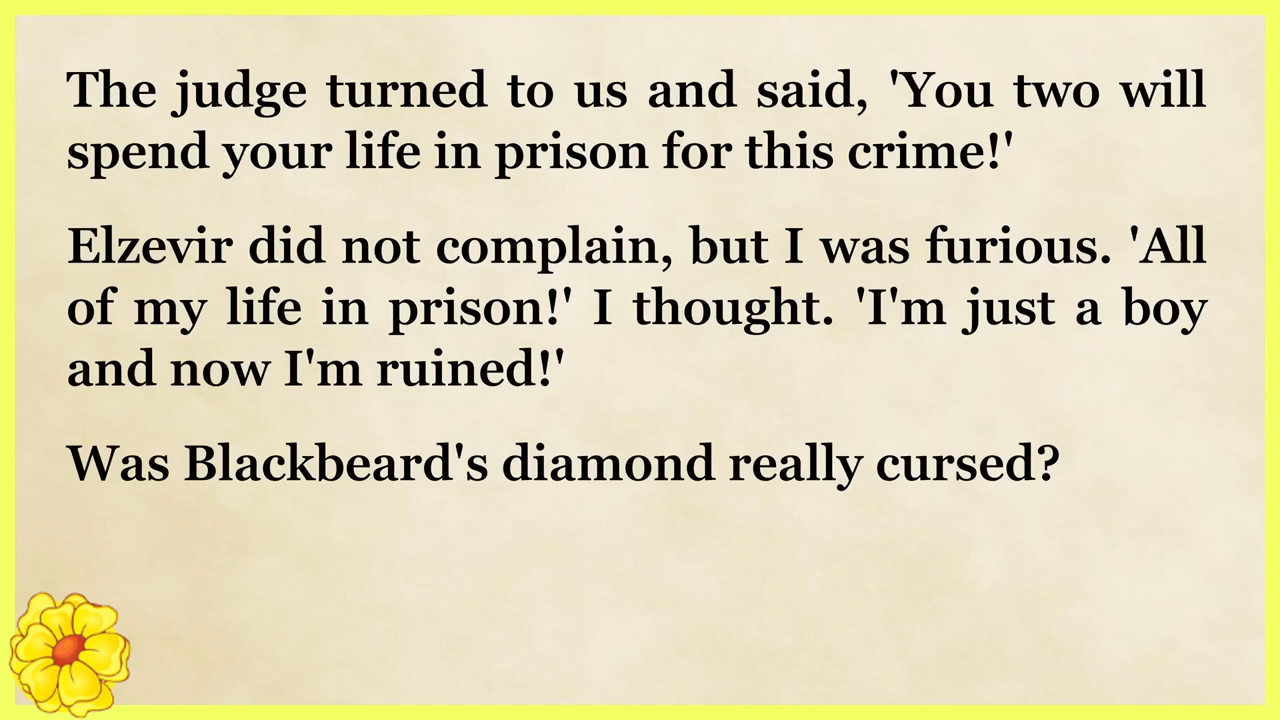 The judge turned to us and said, 'You two will
spend your life in prison for this crime!'
Elzevir did not complain, but I was furious. 'All
of my life in prison!' I thought. 'I'm just a boy
and now I'm ruined!'
Was Blackbeard's diamond really cursed?